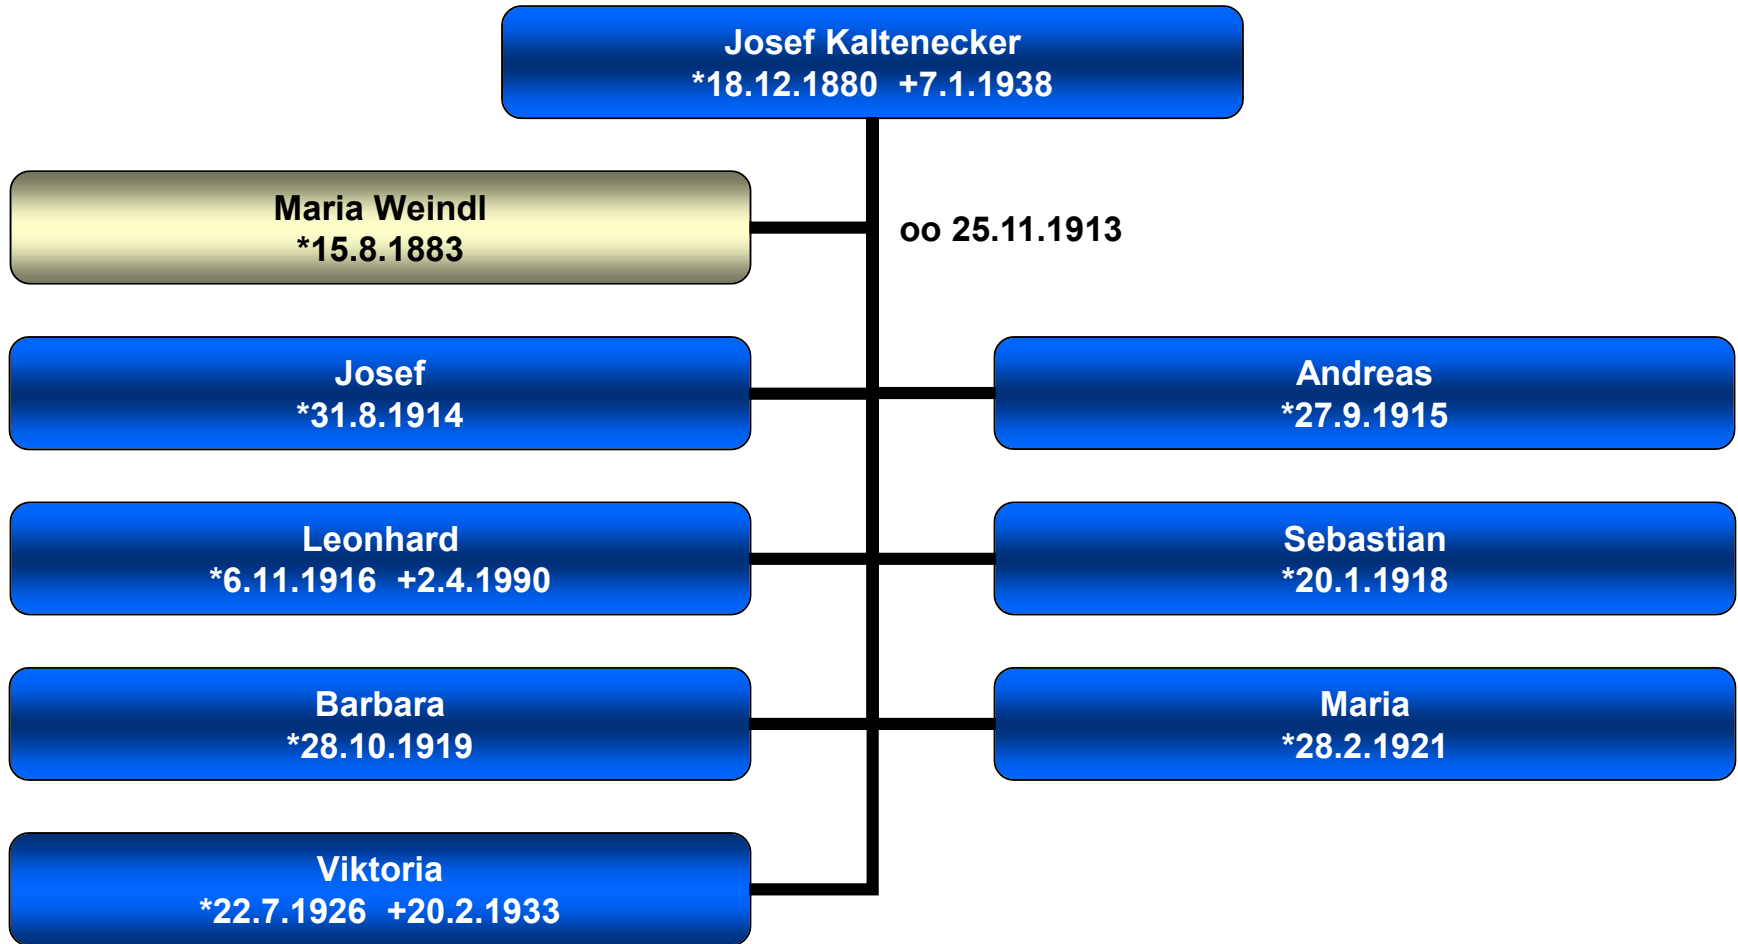 Josef Kaltenecker
*18.12.1880  +7.1.1938
Maria Weindl
*15.8.1883
oo 25.11.1913
Josef
*31.8.1914
Andreas
*27.9.1915
Leonhard
*6.11.1916  +2.4.1990
Sebastian
*20.1.1918
Barbara
*28.10.1919
Maria
*28.2.1921
Viktoria
*22.7.1926  +20.2.1933